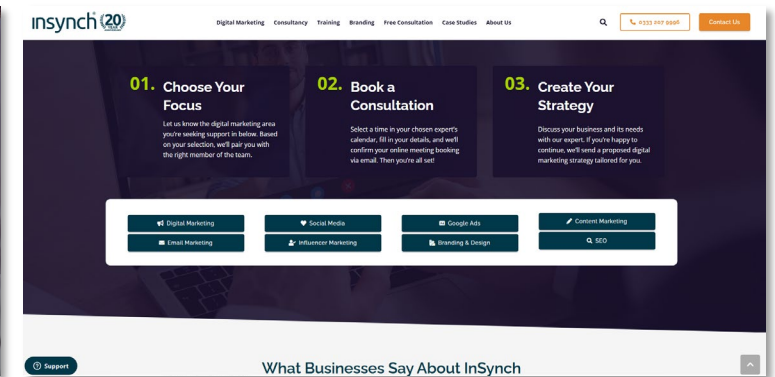 insynch 20 YEARS
Digital Marketing Consultancy Training Branding Free Consultation Case Studies About Us
0333 207 9996
Contact Us
01. Choose Your
Focus
Let us know the digital marketing area
you're seeking support in below. Based
on your selection, we'll pair you with
the right member of the team.
02. Book a
Consultation
Select a time in your chosen expert's
calendar, fill in your details, and we'll
confirm your online meeting booking
via email. Then you're all set!
03. Create Your
Strategy
Discuss your business and its needs
with our expert. If you're happy to
continue, we'll send a proposed digital
marketing strategy tailored for you.
Digital Marketing
Social Media
Google Ads
Content Marketing
Email Marketing
Influencer Marketing
Branding & Design
SEO
What Businesses Say About InSynch
Support